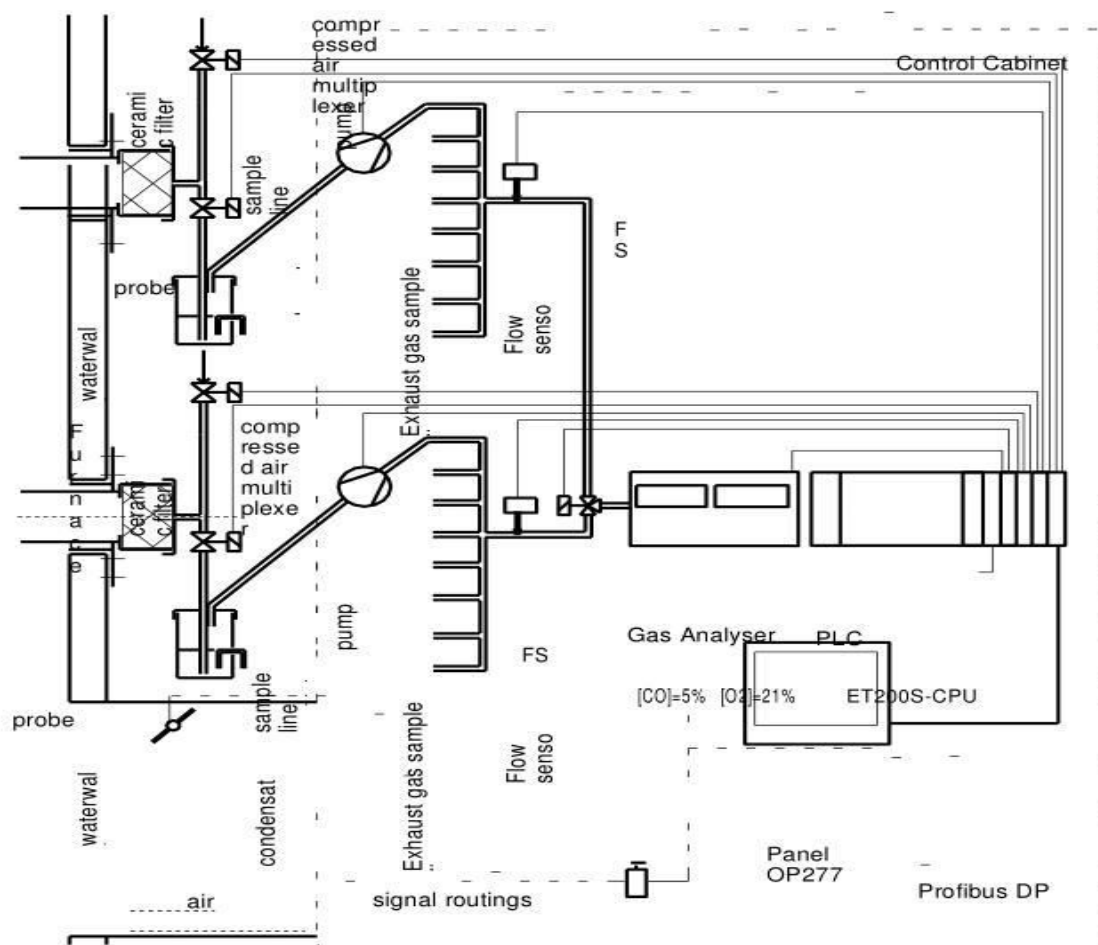 compr
essed
air
multip
lexer
Control Cabinet
cerami
c filter
pump
sample
line
F
S
probe
waterwal
Exhaust gas sample
Flow
senso
F
u
r
n
a
c
e
comp
resse
d air
multi
plexe
r
cerami
c filter
pump
Gas Analyser
PLC
FS
[CO]=5%
[O2]=21%
ET200S-CPU
probe
sample
line
Exhaust gas sample
Flow
senso
waterwal
condensat
Panel
OP277
Profibus DP
air
signal routings